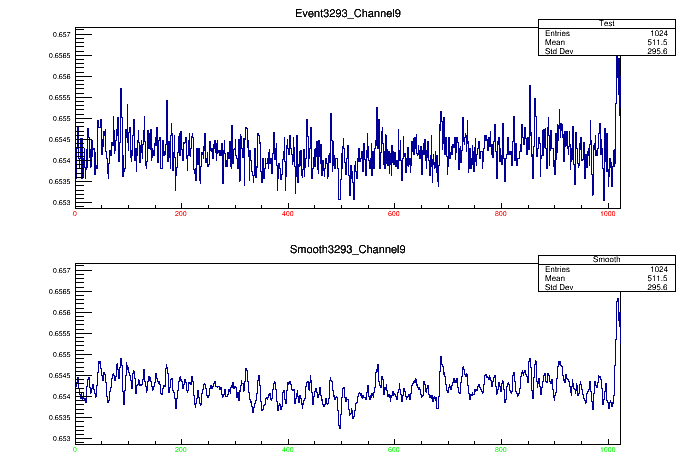 Event3293_Channel9
Test
Entries 1024
Mean 511.5
Std Dev 295.6
0.657
0.6565
0.656
0.6555
0.655
0.6545
0.654
0.6535
0.653
0 200 400 600 800 1000
Smooth3293_Channel9
Smooth
Entries 1024
Mean 511.5
Std Dev 295.6
0.657
0.6565
0.656
0.6555
0.655
0.6545
0.654
0.6535
0.653
0 200 400 600 800 1000